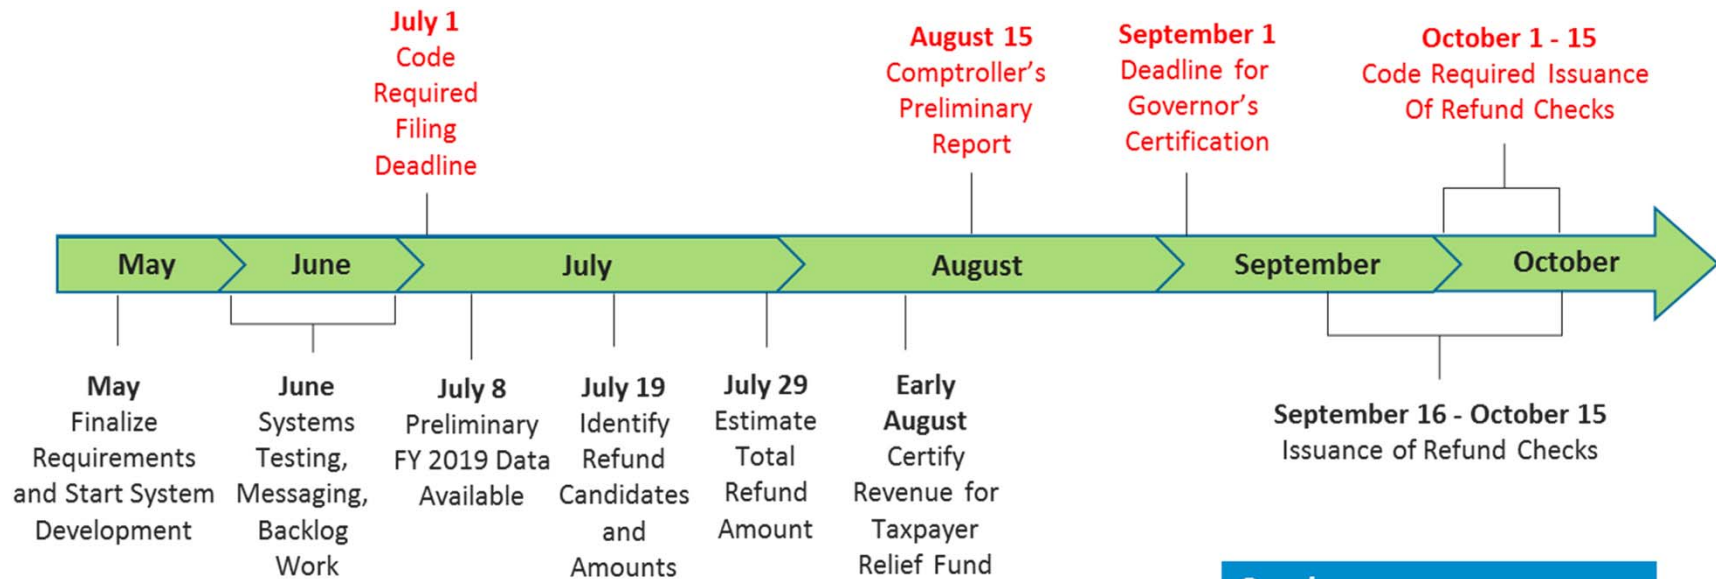 July 1
Code
Required
Filing
Deadline
August 15
Comptroller's
Preliminary
Report
September 1
Deadline for
Governor's
Certification
October 1 - 15
Code Required Issuance
Of Refund Checks
May
June
July
August
September
October
May
Finalize
Requirements
and Start System
Development
June
Systems
Testing,
Messaging,
Backlog
Work
July 8
Preliminary
FY 2019 Data
Available
July 19
Identify
Refund
Candidates
and
Amounts
July 29
Estimate
Total
Refund
Amount
Early
August
Certify
Revenue for
Taxpayer
Relief Fund
September 16 - October 15
Issuance of Refund Checks